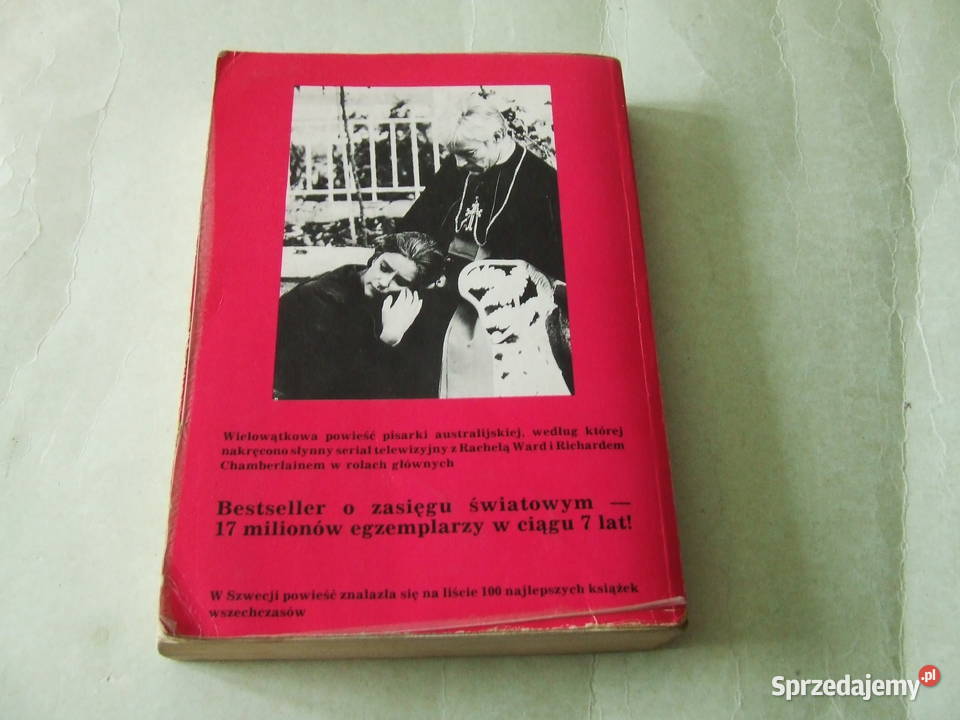 Wielowątkowa powieść pisarki australijskiej, według której
nakręcono słynny serial telewizyjny z Rachelą Ward i Richardem
Chamberlainem w rolach głównych
Bestseller o zasięgu światowym —
17 milionów egzemplarzy w ciągu 7 lat!
W Szwecji powieść znalazła się na liście 100 najlepszych książek
wszechczasów
Sprzedajemy.pl